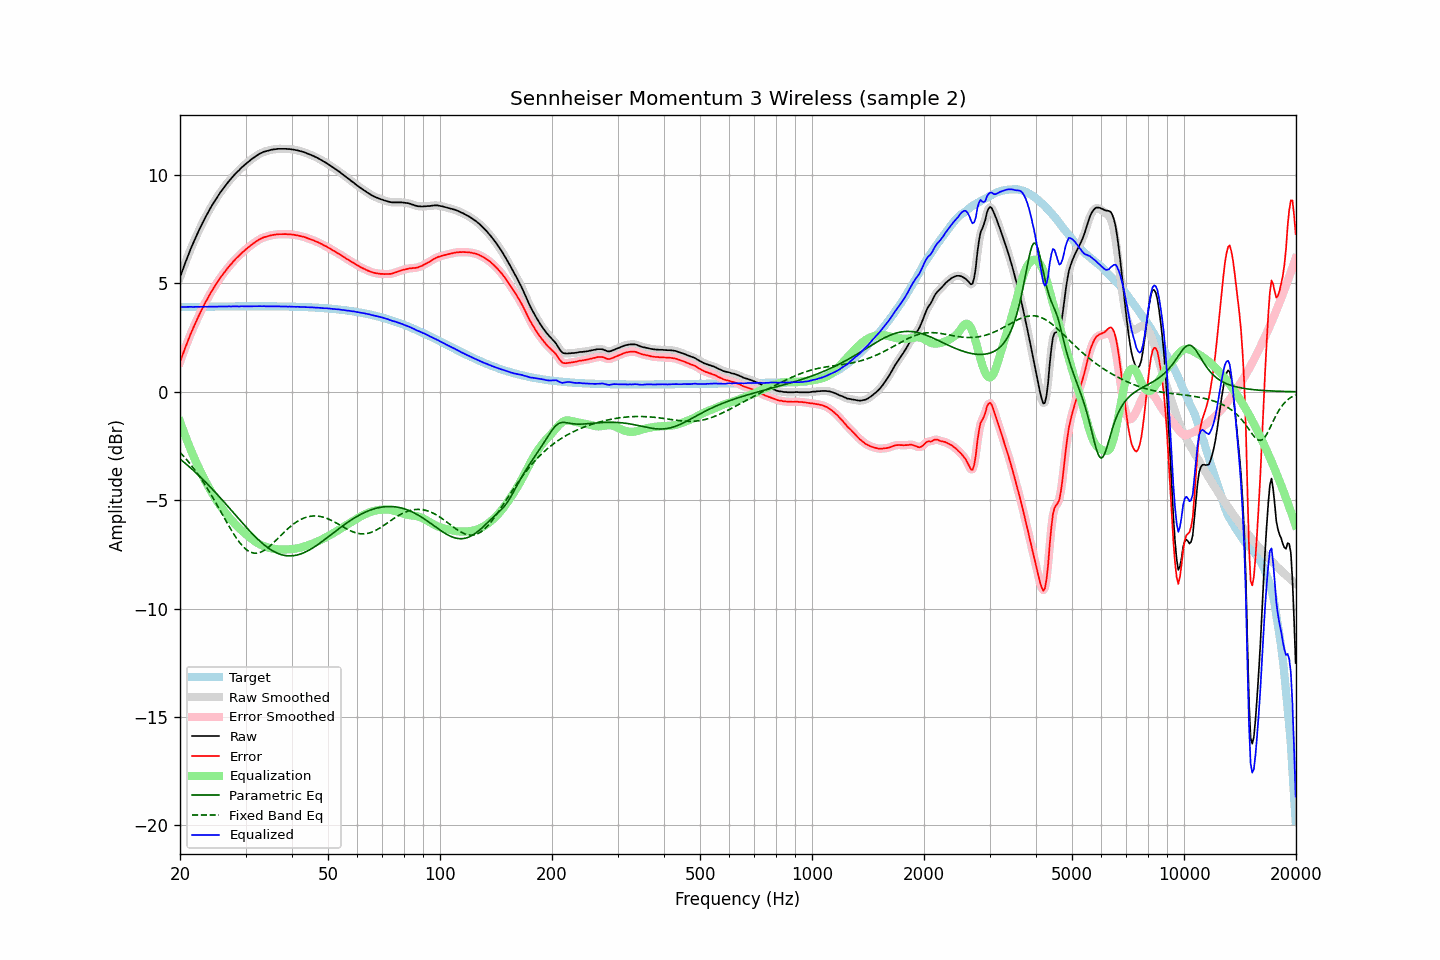 Sennheiser Momentum 3 Wireless (sample 2)
10
5
0
−5
−10
−15
−20
Amplitude (dBr)
Target
Raw Smoothed
Error Smoothed
Raw
Error
Equalization
Parametric Eq
Fixed Band Eq
Equalized
20 50 100 200 500 1000 2000 5000 10000 20000
Frequency (Hz)